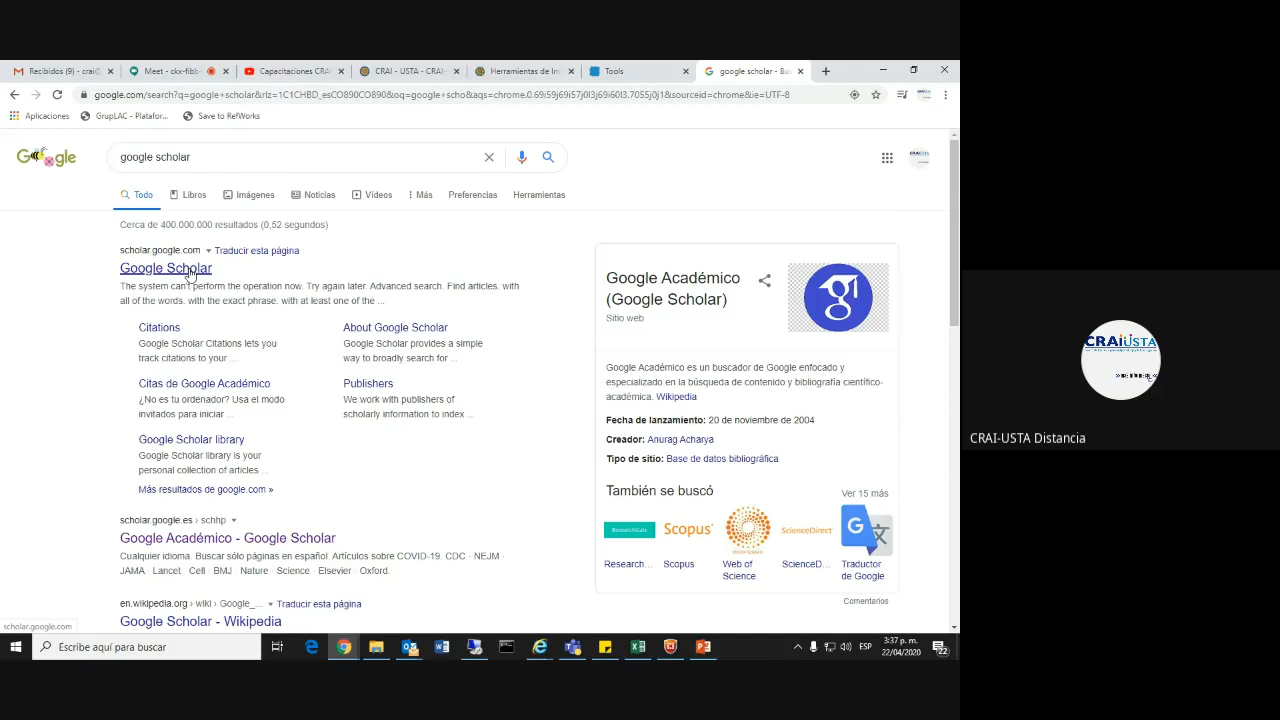 Recibidos (9) - crai@c
Meet - ckx-fibb-
Capacitaciones CRA
CRAI - USTA - CRAI-
Herramientas de In
Tools
google scholar - Bus
google.com/search?q=google+scholar&rlz=1C1CHBD_esCO890CO890&oq=google+scho&aqs=chrome.0.69i59j69i57j0l3j69i60l3.7055j0j1&sourceid=chrome&ie=UTF-8
Aplicaciones
GrupLAC - Platafor...
Save to RefWorks
Google
google scholar
Todo
Libros
Imágenes
Noticias
Vídeos
Más
Preferencias
Herramientas
Cerca de 400.000.000 resultados (0,52 segundos)
scholar.google.com
Traducir esta página
Google Scholar
The system can't perform the operation now. Try again later. Advanced search. Find articles. with
all of the words. with the exact phrase. with at least one of the ...
Citations
Google Scholar Citations lets you
track citations to your ...
About Google Scholar
Google Scholar provides a simple
way to broadly search for ...
Citas de Google Académico
¿No es tu ordenador? Usa el modo
invitados para iniciar ...
Publishers
We work with publishers of
scholarly information to index ...
Google Scholar library
Google Scholar library is your
personal collection of articles ...
Más resultados de google.com »
scholar.google.es › schhp
Google Académico - Google Scholar
Cualquier idioma. Buscar sólo páginas en español. Artículos sobre COVID-19. CDC · NEJM ·
JAMA · Lancet · Cell · BMJ · Nature · Science · Elsevier · Oxford.
en.wikipedia.org › wiki › Google_...
Traducir esta página
Google Scholar - Wikipedia
scholar.google.com
Google Académico
(Google Scholar)
Sitio web
Google Académico es un buscador de Google enfocado y
especializado en la búsqueda de contenido y bibliografía científico-
académica. Wikipedia
Fecha de lanzamiento: 20 de noviembre de 2004
Creador: Anurag Acharya
Tipo de sitio: Base de datos bibliográfica
También se buscó
Ver 15 más
ResearchGate
Scopus
ScienceDirect
Research...
Scopus
Web of
Science
ScienceD...
Traductor
de Google
Comentarios
Escribe aquí para buscar
ESP
3:37 p. m.
22/04/2020
22
CRAIUSTA
CRAI-USTA Distancia